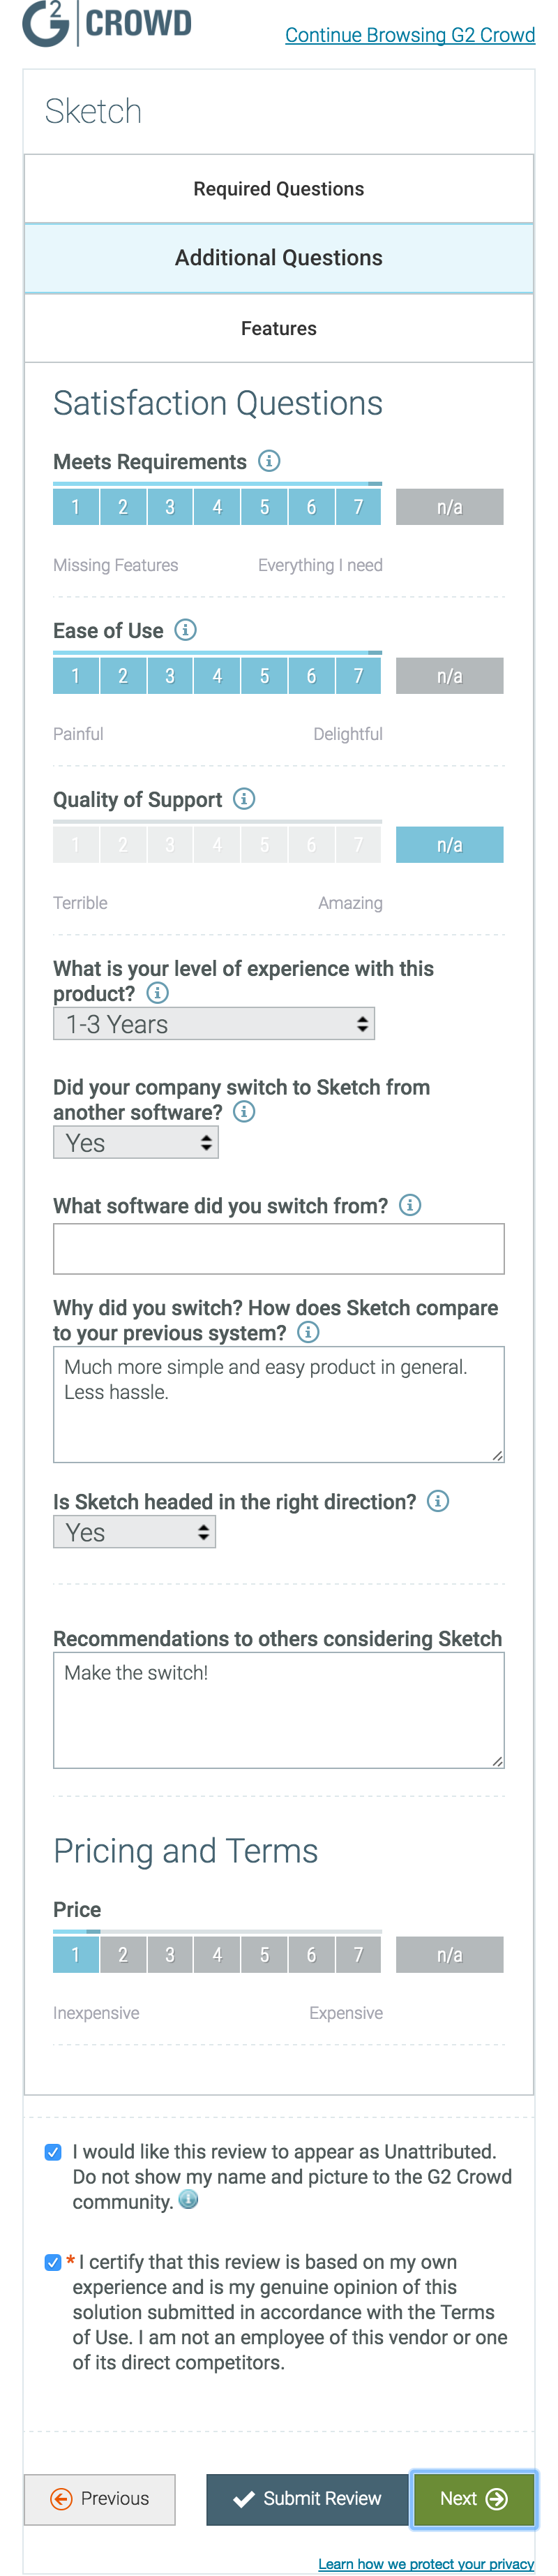 G2 CROWD
Continue Browsing G2 Crowd
Sketch
Required Questions
Additional Questions
Features
Satisfaction Questions
Meets Requirements
1 2 3 4 5 6 7 n/a
Missing Features Everything I need
Ease of Use
1 2 3 4 5 6 7 n/a
Painful Delightful
Quality of Support
1 2 3 4 5 6 7 n/a
Terrible Amazing
What is your level of experience with this
product?
1-3 Years
Did your company switch to Sketch from
another software?
Yes
What software did you switch from?
Why did you switch? How does Sketch compare
to your previous system?
Much more simple and easy product in general.
Less hassle.
Is Sketch headed in the right direction?
Yes
Recommendations to others considering Sketch
Make the switch!
Pricing and Terms
Price
1 2 3 4 5 6 7 n/a
Inexpensive Expensive
I would like this review to appear as Unattributed.
Do not show my name and picture to the G2 Crowd
community.
* I certify that this review is based on my own
experience and is my genuine opinion of this
solution submitted in accordance with the Terms
of Use. I am not an employee of this vendor or one
of its direct competitors.
Previous Submit Review Next
Learn how we protect your privacy